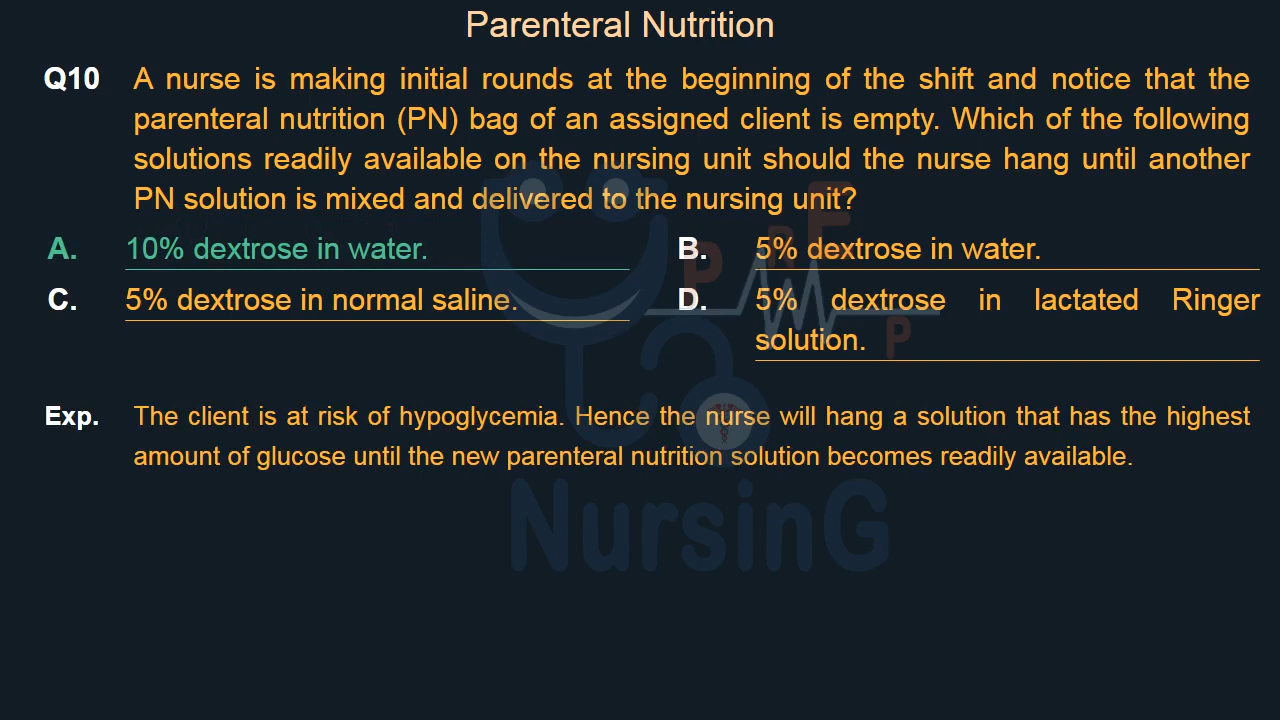 Parenteral Nutrition
Q10 A nurse is making initial rounds at the beginning of the shift and notice that the
parenteral nutrition (PN) bag of an assigned client is empty. Which of the following
solutions readily available on the nursing unit should the nurse hang until another
PN solution is mixed and delivered to the nursing unit?
A. 10% dextrose in water. B. 5% dextrose in water.
C. 5% dextrose in normal saline. D. 5% dextrose in lactated Ringer
solution.
Exp. The client is at risk of hypoglycemia. Hence the nurse will hang a solution that has the highest
amount of glucose until the new parenteral nutrition solution becomes readily available.
P R F P
NursinG